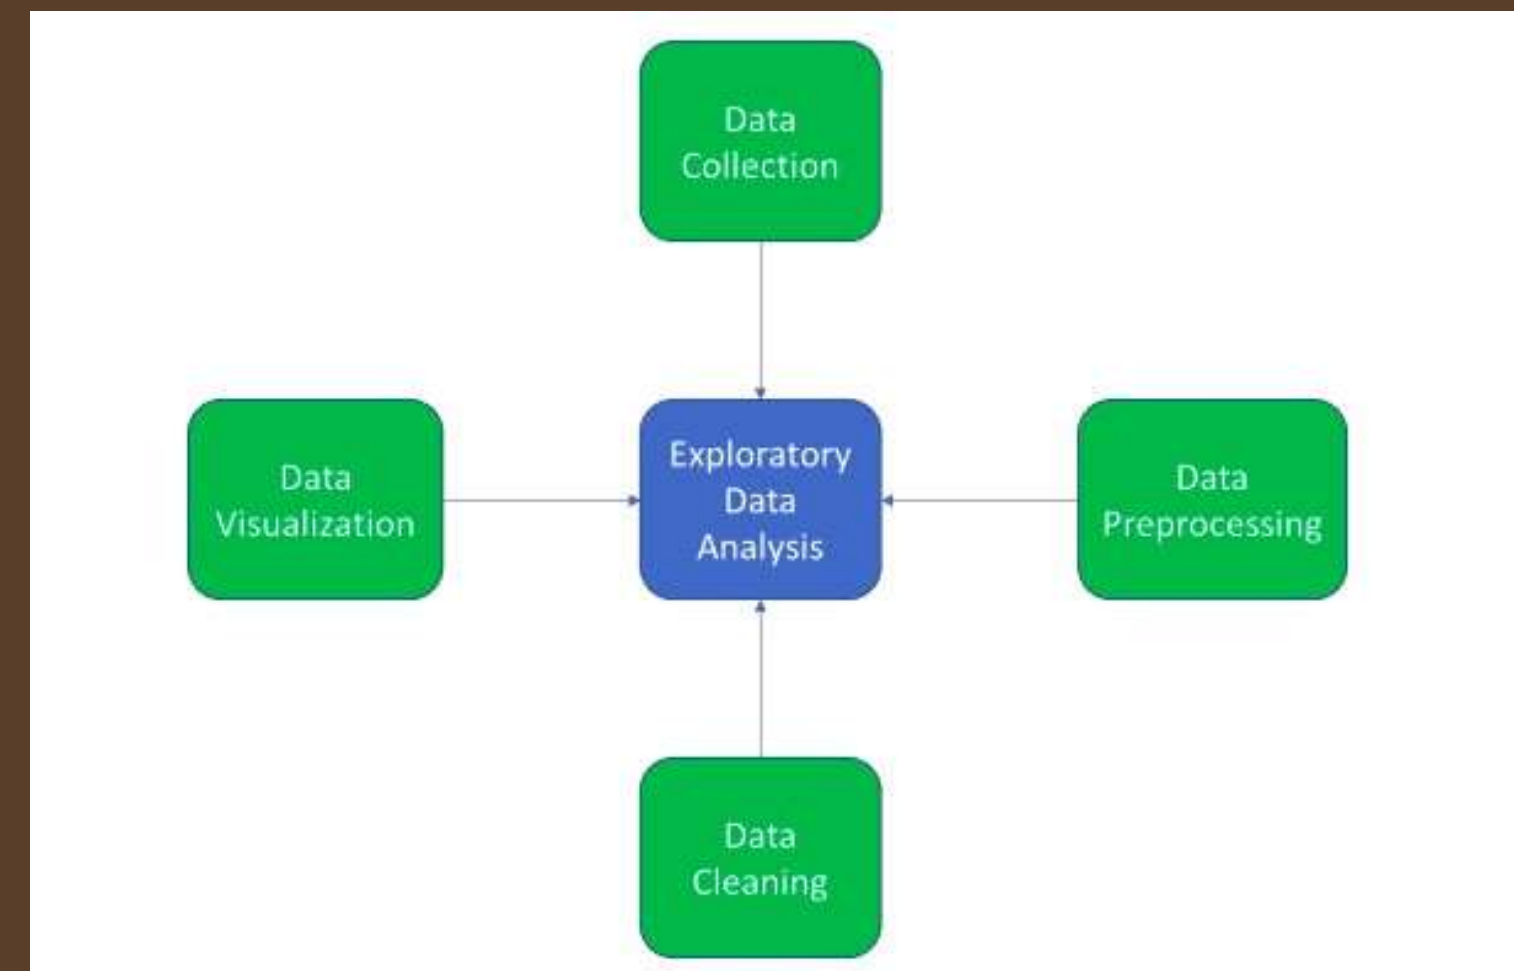 Data
Collection
Data
Visualization
Exploratory
Data
Analysis
Data
Preprocessing
Data
Cleaning